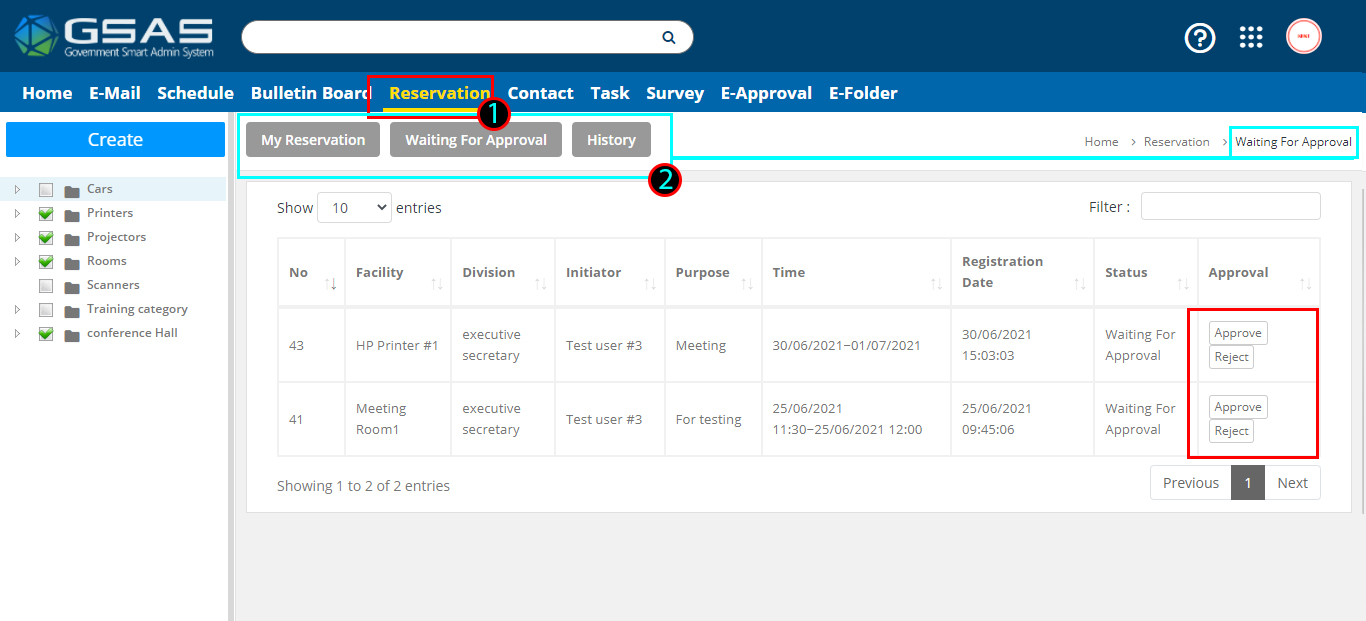 GSAS
Government Smart Admin System
Home E-Mail Schedule Bulletin Board Reservation Contact Task Survey E-Approval E-Folder
1
Create
My Reservation Waiting For Approval History
Home > Reservation > Waiting For Approval
2
Cars
Printers
Projectors
Rooms
Scanners
Training category
conference Hall
Show 10 entries
Filter :
No Facility Division Initiator Purpose Time Registration Date Status Approval
43 HP Printer #1 executive secretary Test user #3 Meeting 30/06/2021~01/07/2021 30/06/2021 15:03:03 Waiting For Approval Approve Reject
41 Meeting Room1 executive secretary Test user #3 For testing 25/06/2021 11:30~25/06/2021 12:00 25/06/2021 09:45:06 Waiting For Approval Approve Reject
Showing 1 to 2 of 2 entries
Previous 1 Next